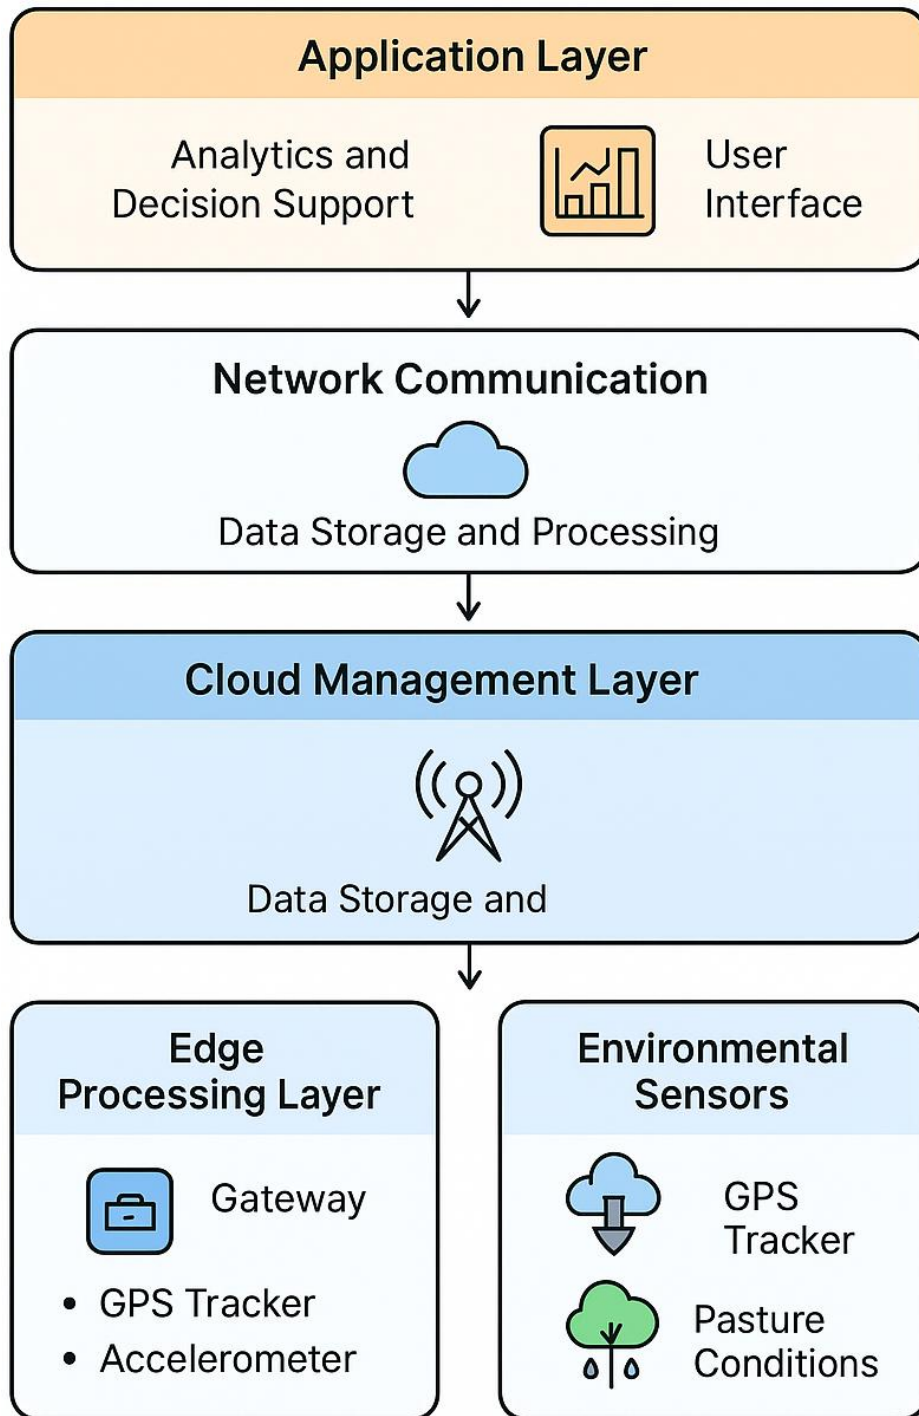 Application Layer
Analytics and
Decision Support
User
Interface
Network Communication
Data Storage and Processing
Cloud Management Layer
Data Storage and
Edge
Processing Layer
Gateway
• GPS Tracker
• Accelerometer
Environmental
Sensors
GPS
Tracker
Pasture
Conditions